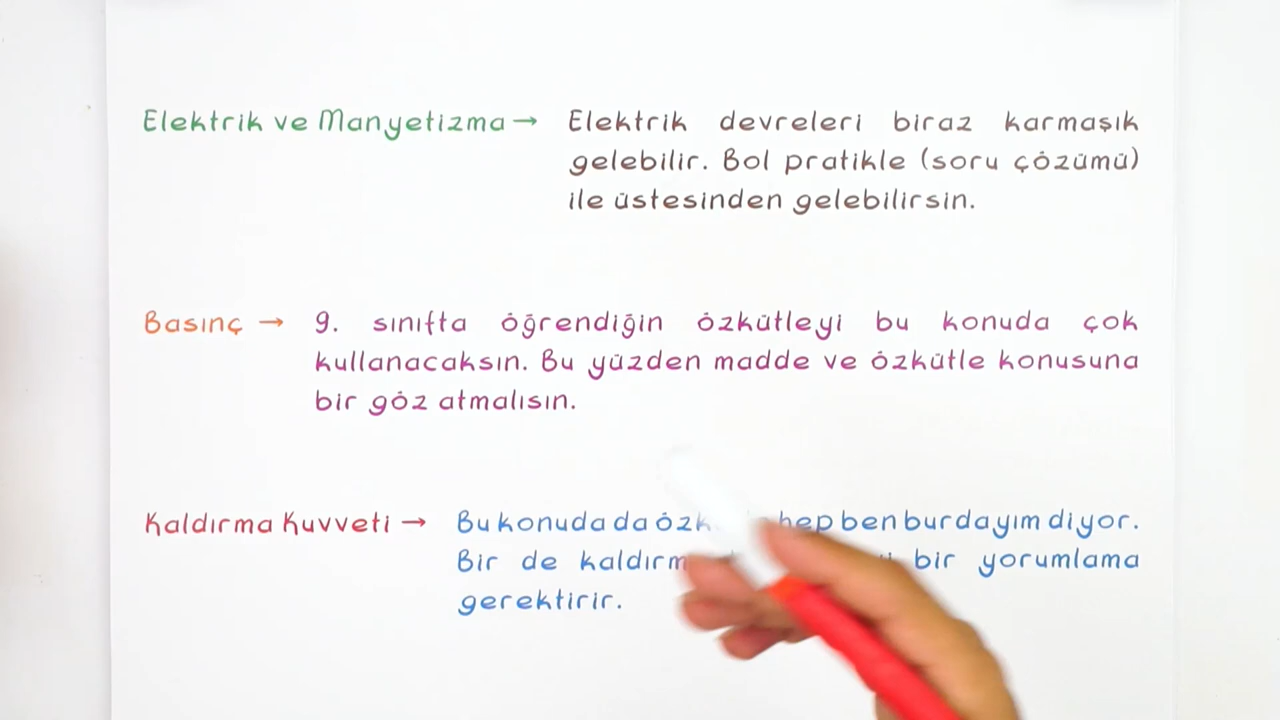 Elektrik ve Manyetizma → Elektrik devreleri biraz karmaşık
gelebilir. Bol pratikle (soru çözümü)
ile üstesinden gelebilirsin.
Basınç → 9. sınıfta öğrendiğin özkütleyi bu konuda çok
kullanacaksın. Bu yüzden madde ve özkütle konusuna
bir göz atmalısın.
Kaldırma Kuvveti → Bu konuda da hep ben burdayım diyor.
Bir de bir yorumlama
gerektirir.